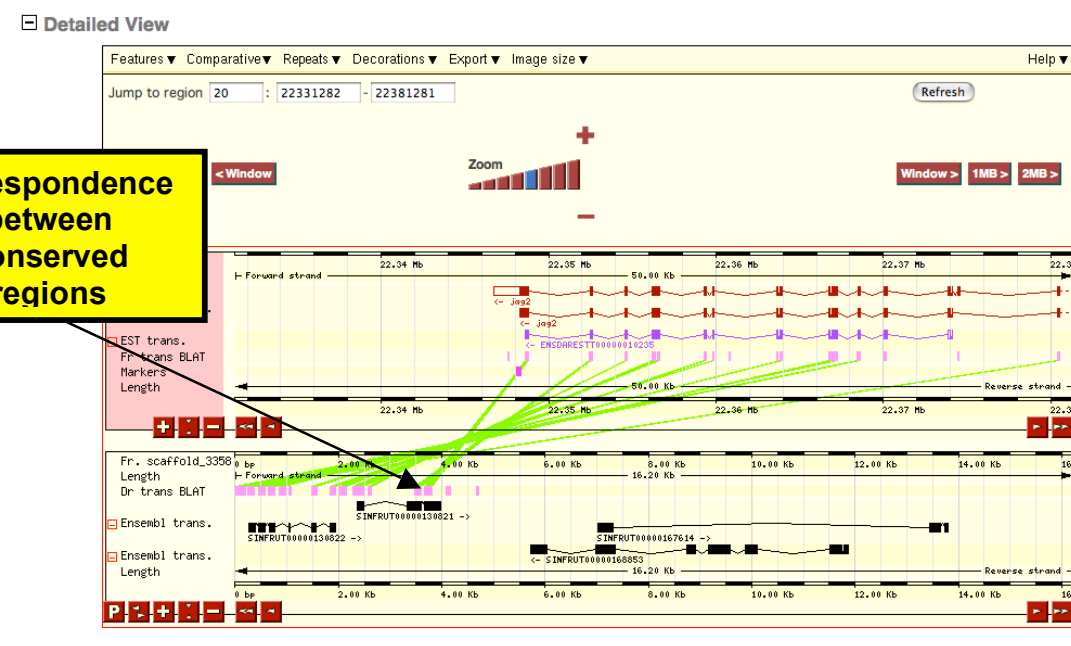 Detailed View
Features ▼ Comparative▼ Repeats ▼ Decorations ▼ Export ▼ Image size ▼ Help ▼
Jump to region 20 : 22331282 - 22381281 Refresh
Zoom
< Window Window > 1MB > 2MB >
espondence
between
onserved
regions
22.34 Mb 22.35 Mb 22.36 Mb 22.37 Mb 22.3
Forward strand 50.00 Kb
<- jag2
<- jag2
EST trans.
<- ENSDARESTT00000010235
Fr trans BLAT
Markers
Length 50.00 Kb Reverse strand
22.34 Mb 22.35 Mb 22.36 Mb 22.37 Mb 22.3
Fr. scaffold_3358 0 bp 2.00 Kb 4.00 Kb 6.00 Kb 8.00 Kb 10.00 Kb 12.00 Kb 14.00 Kb 16
Length Forward strand 16.20 Kb
Dr trans BLAT
SINFRUT00000130821 ->
Ensembl trans.
SINFRUT00000130822 -> SINFRUT00000167614 ->
Ensembl trans.
<- SINFRUT00000168853
Length 16.20 Kb Reverse strand
0 bp 2.00 Kb 4.00 Kb 6.00 Kb 8.00 Kb 10.00 Kb 12.00 Kb 14.00 Kb 16
P